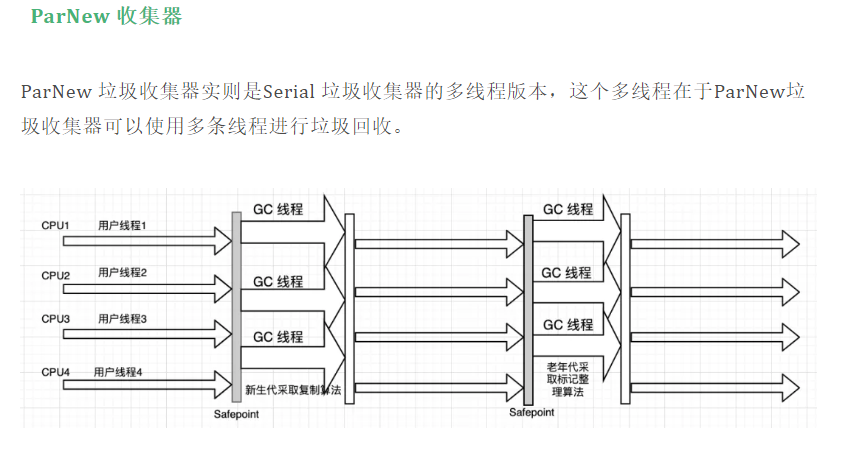 ParNew 收集器
ParNew 垃圾收集器实则是Serial 垃圾收集器的多线程版本，这个多线程在于ParNew垃
圾收集器可以使用多条线程进行垃圾回收。
GC 线程
GC 线程
CPU1 用户线程1
CPU2 用户线程2
GC 线程
GC 线程
CPU3 用户线程3
GC 线程
GC 线程
CPU4 用户线程4
新生代采取复制算法
老年代采
取标记整
理算法
Safepoint
Safepoint